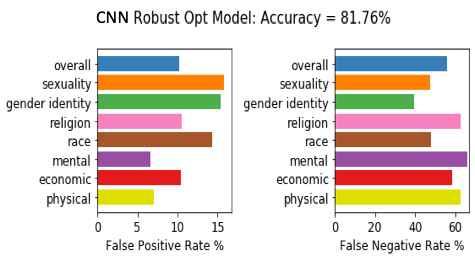 CNN Robust Opt Model: Accuracy = 81.76%
overall
sexuality
gender identity
religion
race
mental
economic
physical
0 5 10 15
False Positive Rate %
overall
sexuality
gender identity
religion
race
mental
economic
physical
0 20 40 60
False Negative Rate %